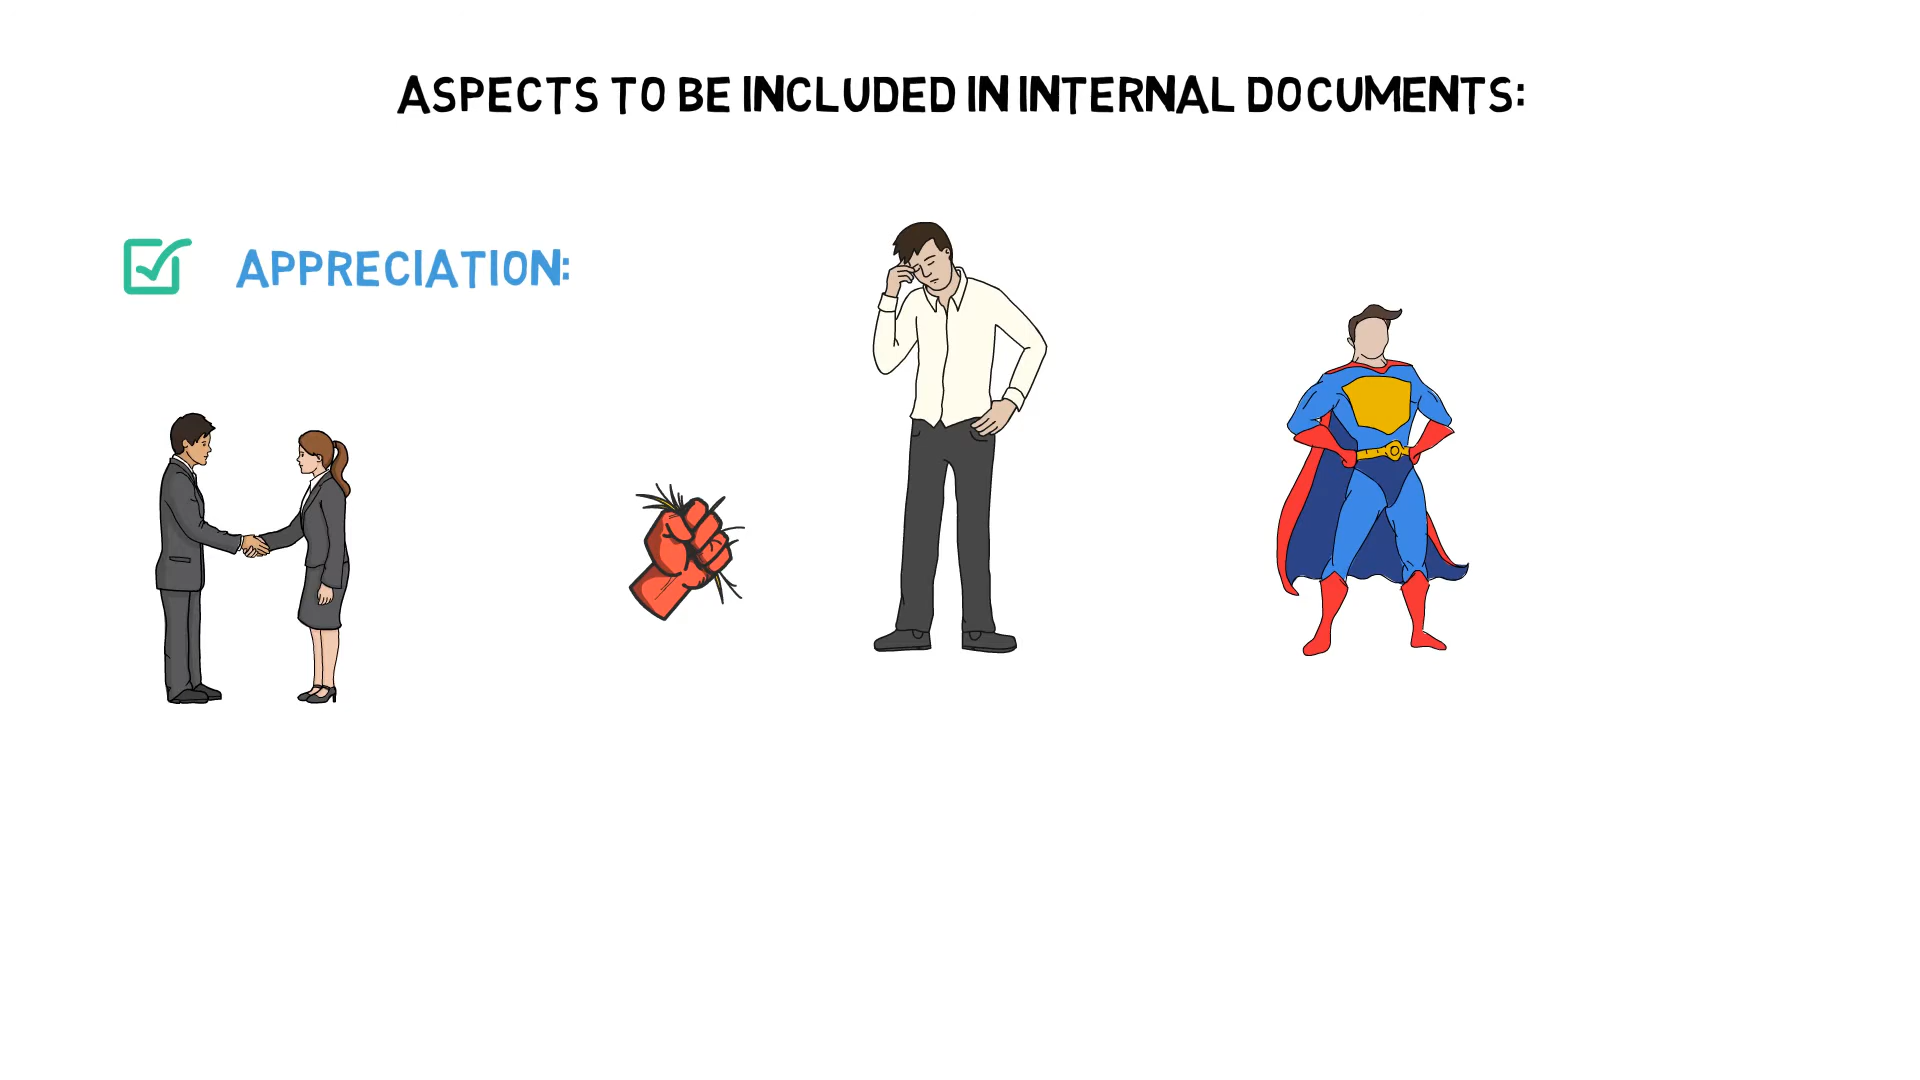 ASPECTS TO BE INCLUDED IN INTERNAL DOCUMENTS:
APPRECIATION: